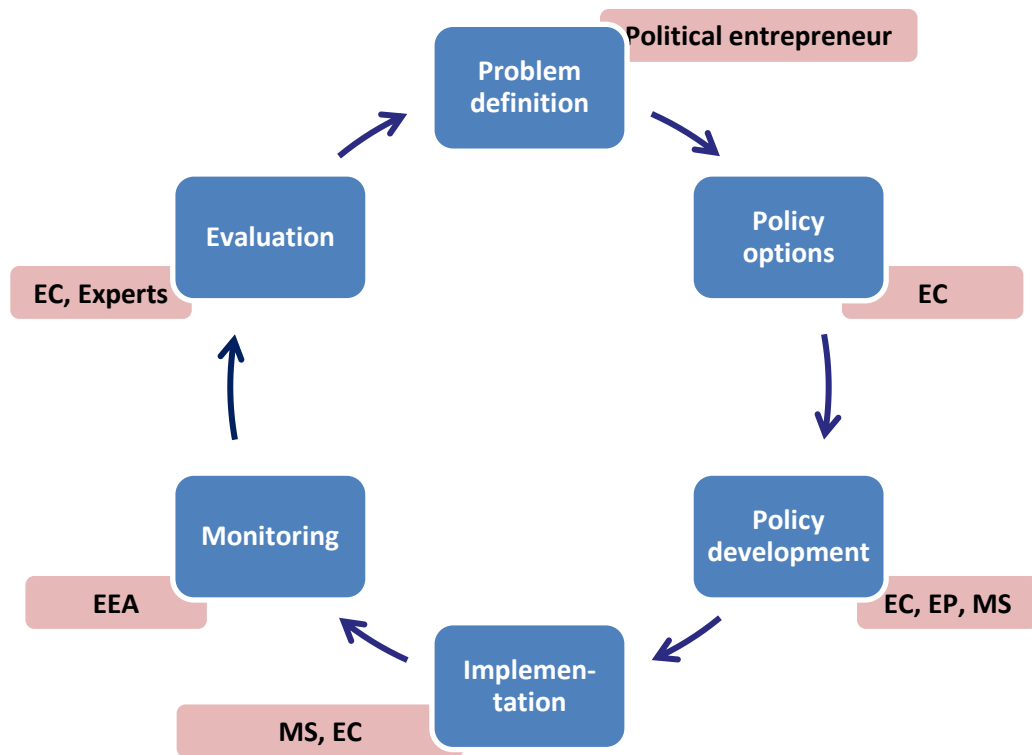 Political entrepreneur
Problem
definition
Policy
options
EC
Policy
development
EC, EP, MS
Implemen-
tation
MS, EC
Monitoring
EEA
Evaluation
EC, Experts